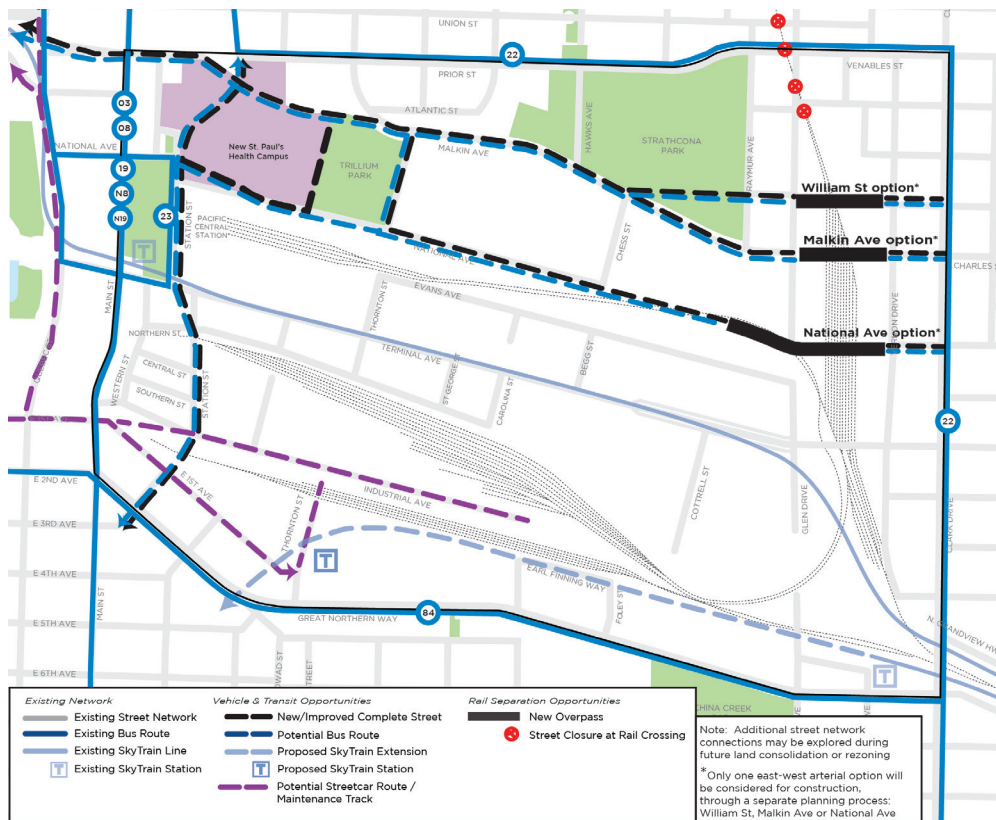 UNION ST
22
PRIOR ST
VENABLES ST
03
08
ATLANTIC ST
HAWKS AVE
NATIONAL AVE
MALKIN AVE
STRATHCONA
PARK
RAYMUR AVE
New St. Paul's
Health Campus
TRILLIUM
PARK
19
N8
N19
23
STATION ST
William St option*
PACIFIC
CENTRAL
STATION
CHESS ST
Malkin Ave option*
NATIONAL AVE
CHARLES S
EVANS AVE
MAIN ST
THORNTON ST
National Ave option*
NORTHERN ST
TERMINAL AVE
BEGG ST
CENTRAL ST
ST GEORGE ST
WESTERN ST
SOUTHERN ST
STATION ST
CAROLINA ST
22
E 2ND AVE
E 1ST AVE
INDUSTRIAL AVE
COTTRELL ST
E 3RD AVE
THORNTON ST
GLEN DRIVE
CLARK DRIVE
T
T
E 4TH AVE
EARL FINNING WAY
MAIN ST
84
FOLEY ST
E 5TH AVE
GREAT NORTHERN WAY
N. GRANDVIEW HW
E 6TH AVE
T
CHINA CREEK
Existing Network
Existing Street Network
Existing Bus Route
Existing SkyTrain Line
T Existing SkyTrain Station
Vehicle & Transit Opportunities
New/Improved Complete Street
Potential Bus Route
Proposed SkyTrain Extension
T Proposed SkyTrain Station
Potential Streetcar Route /
Maintenance Track
Rail Separation Opportunities
New Overpass
Street Closure at Rail Crossing
Note: Additional street network
connections may be explored during
future land consolidation or rezoning
*Only one east-west arterial option will
be considered for construction,
through a separate planning process:
William St, Malkin Ave or National Ave